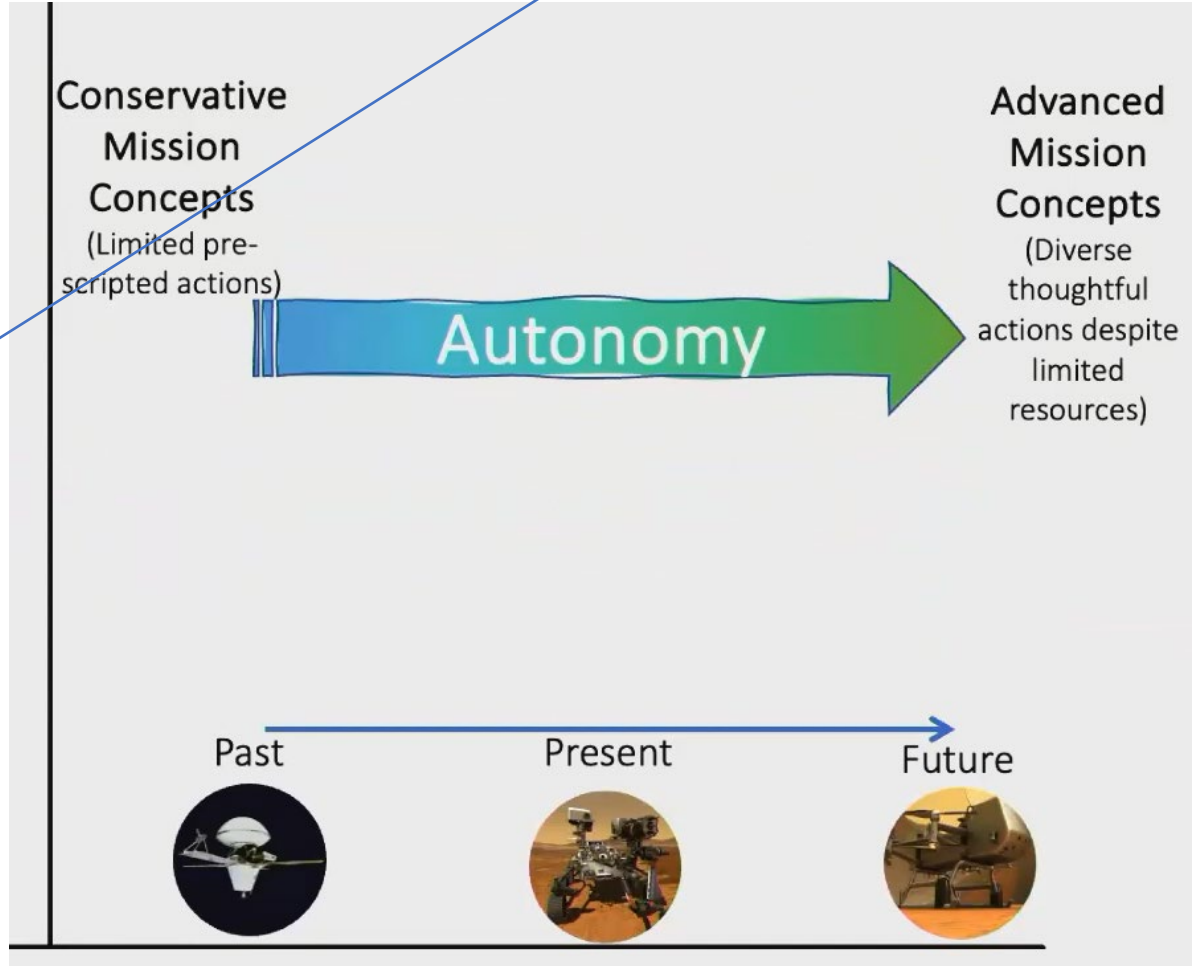 Conservative
Mission
Concepts
(Limited pre-
scripted actions)
Autonomy
Advanced
Mission
Concepts
(Diverse
thoughtful
actions despite
limited
resources)
Past
Present
Future